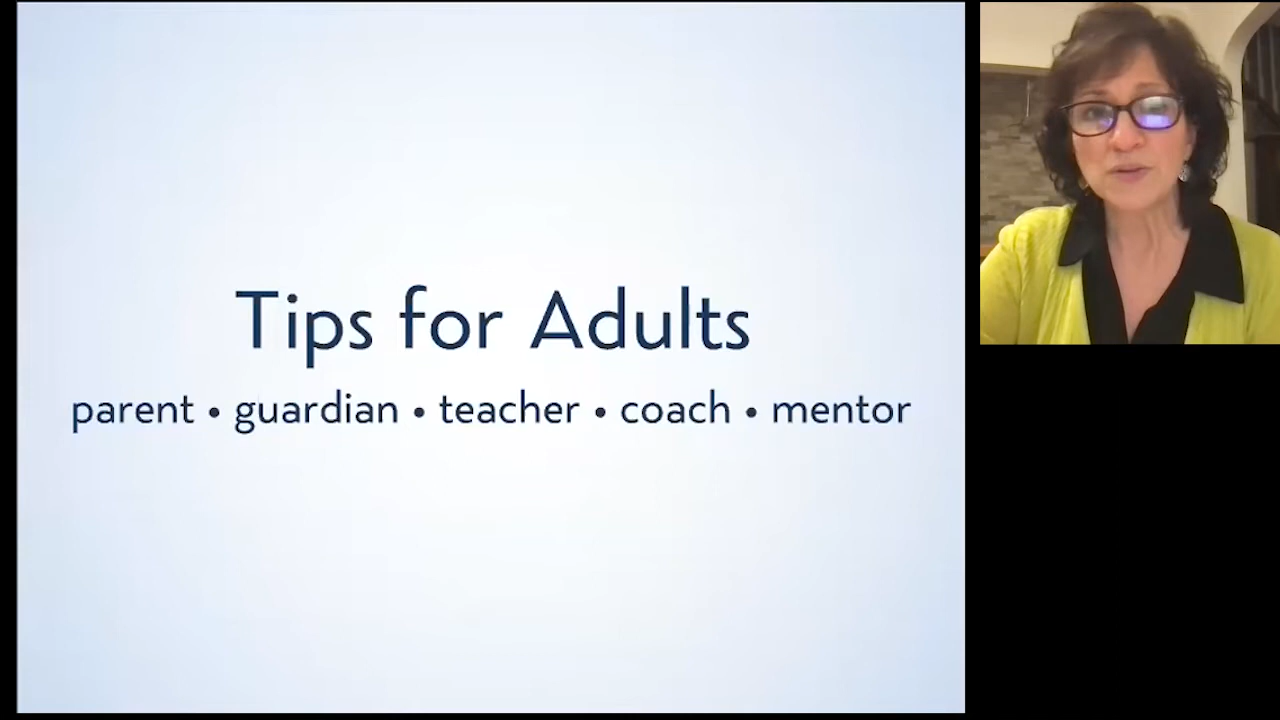 Tips for Adults
parent • guardian • teacher • coach • mentor